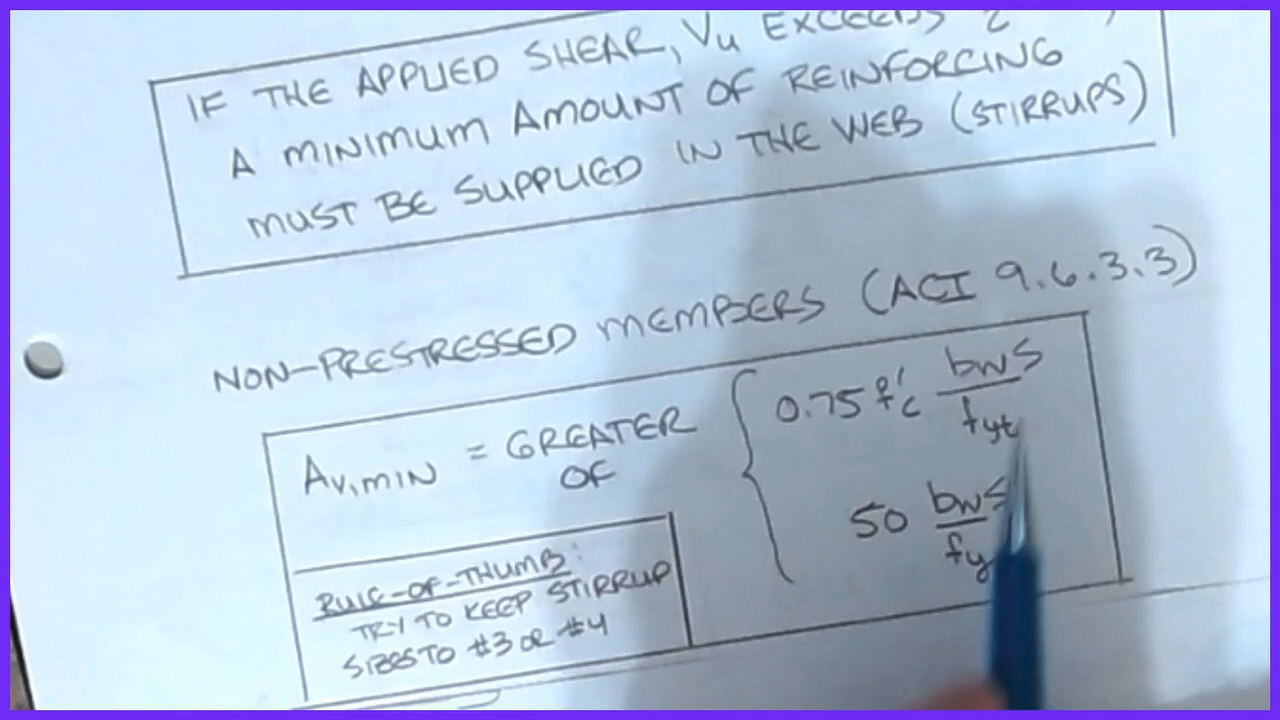 IF THE APPLIED SHEAR, Vu EXCEEDS
A MINIMUM AMOUNT OF REINFORCING
MUST BE SUPPLIED IN THE WEB (STIRRUPS)
NON-PRESTRESSED MEMBERS (ACI 9.6.3.3)
Av,MIN = GREATER OF
0.75 f'c bws/fyt
50 bws/fy
RULE-OF-THUMB:
TRY TO KEEP STIRRUP
SIZES TO #3 OR #4